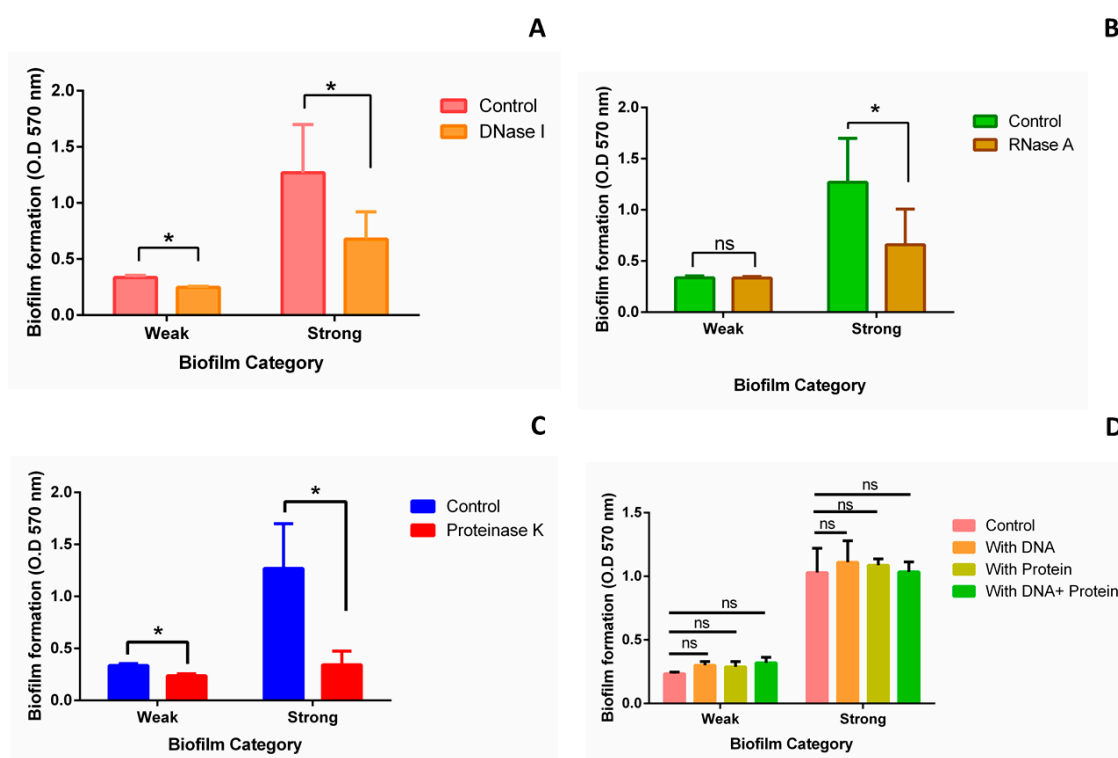 A
Biofilm formation (O.D 570 nm)
2.0
1.5
1.0
0.5
0.0
*
*
Control
DNase I
Weak
Strong
Biofilm Category
B
Biofilm formation (O.D 570 nm)
2.0
1.5
1.0
0.5
0.0
ns
*
Control
RNase A
Weak
Strong
Biofilm Category
C
Biofilm formation (O.D 570 nm)
2.0
1.5
1.0
0.5
0.0
*
*
Control
Proteinase K
Weak
Strong
Biofilm Category
D
Biofilm formation (O.D 570 nm)
1.5
1.0
0.5
0.0
ns
ns
ns
ns
ns
ns
Control
With DNA
With Protein
With DNA+ Protein
Weak
Strong
Biofilm Category